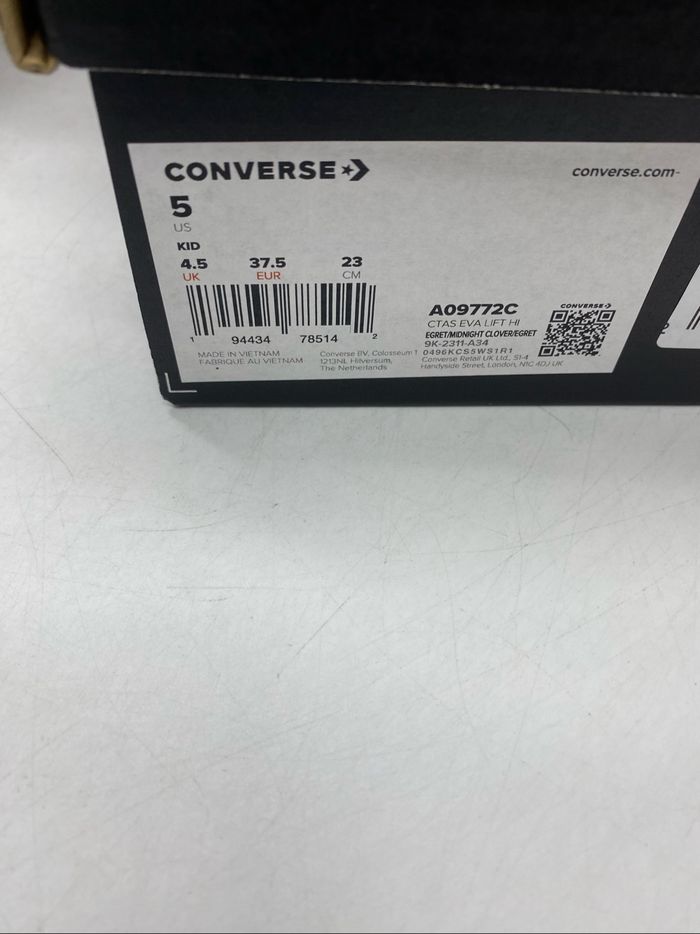 CONVERSE
converse.com
5
US
KID
4.5 37.5 23
UK EUR CM
1 94434 78514 2
MADE IN VIETNAM
FABRIQUE AU VIETNAM
Converse BV, Colosseum 1
1213NL Hilversum,
The Netherlands
A09772C
CTAS EVA LIFT HI
EGRET/MIDNIGHT CLOVER/EGRET
9K-2311-A34
0496KCS5WS1R1
Converse Retail UK Ltd., S1-4
Handyside Street, London, N1C 4DJ UK
CONVERSE